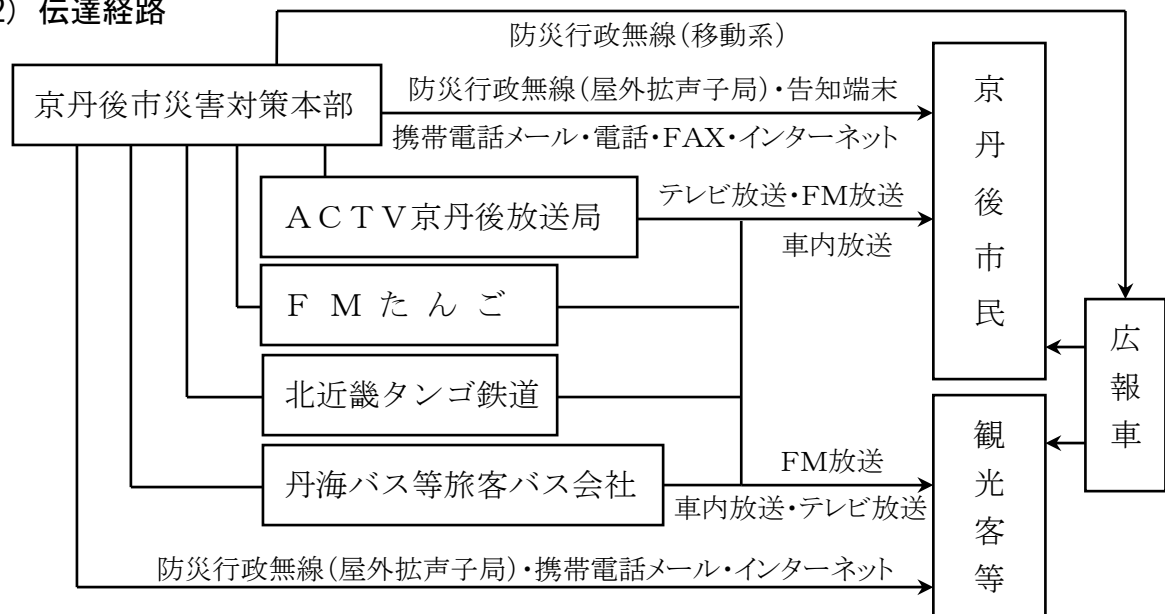 2) 伝達経路
防災行政無線(移動系)
京丹後市災害対策本部
防災行政無線(屋外拡声子局)・告知端末
携帯電話メール・電話・FAX・インターネット
京丹後市民
ACTV京丹後放送局
テレビ放送・FM放送
車内放送
FMたんご
広報車
北近畿タンゴ鉄道
丹海バス等旅客バス会社
FM放送
車内放送・テレビ放送
観光客等
防災行政無線(屋外拡声子局)・携帯電話メール・インターネット